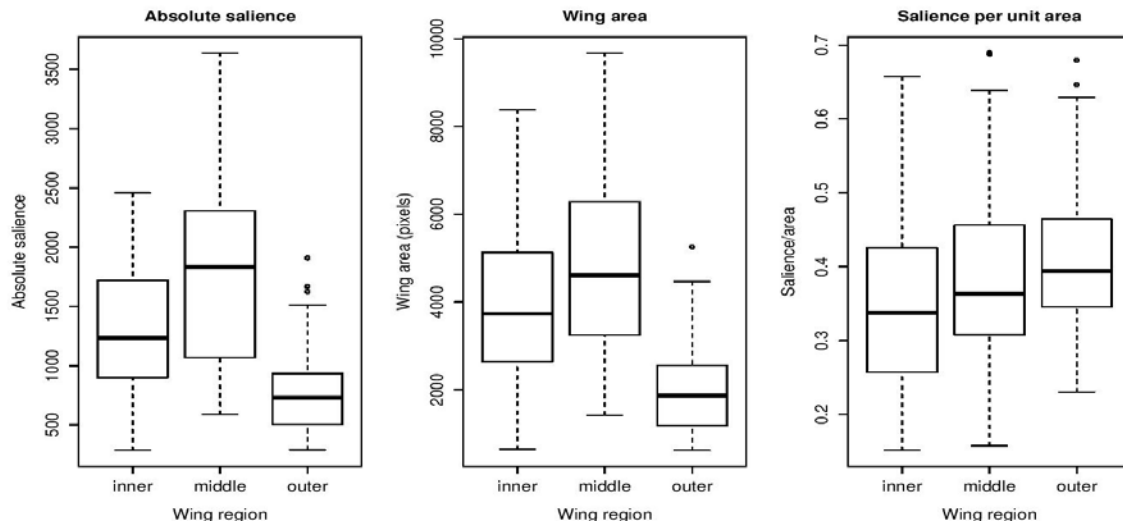 Absolute salience
Absolute salience
3500
3000
2500
2000
1500
1000
500
inner middle outer
Wing region
Wing area
Wing area (pixels)
10000
8000
6000
4000
2000
inner middle outer
Wing region
Salience per unit area
Salience/area
0.7
0.6
0.5
0.4
0.3
0.2
inner middle outer
Wing region